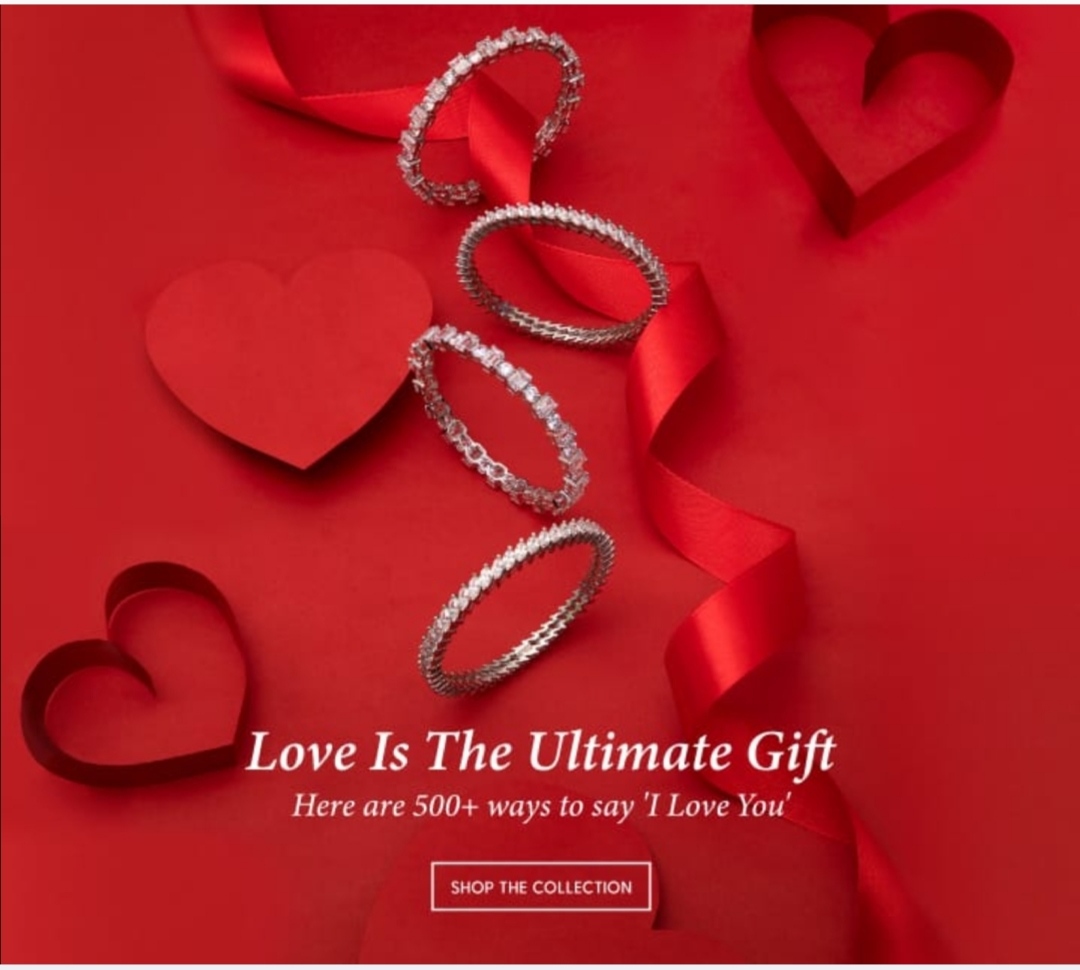 Love Is The Ultimate Gift
Here are 500+ ways to say 'I Love You'
SHOP THE COLLECTION